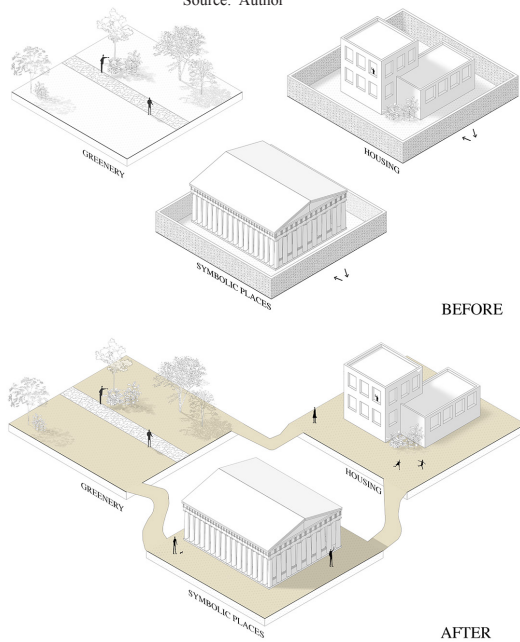 Source: Author
GREENERY
HOUSING
SYMBOLIC PLACES
BEFORE
GREENERY
HOUSING
SYMBOLIC PLACES
AFTER